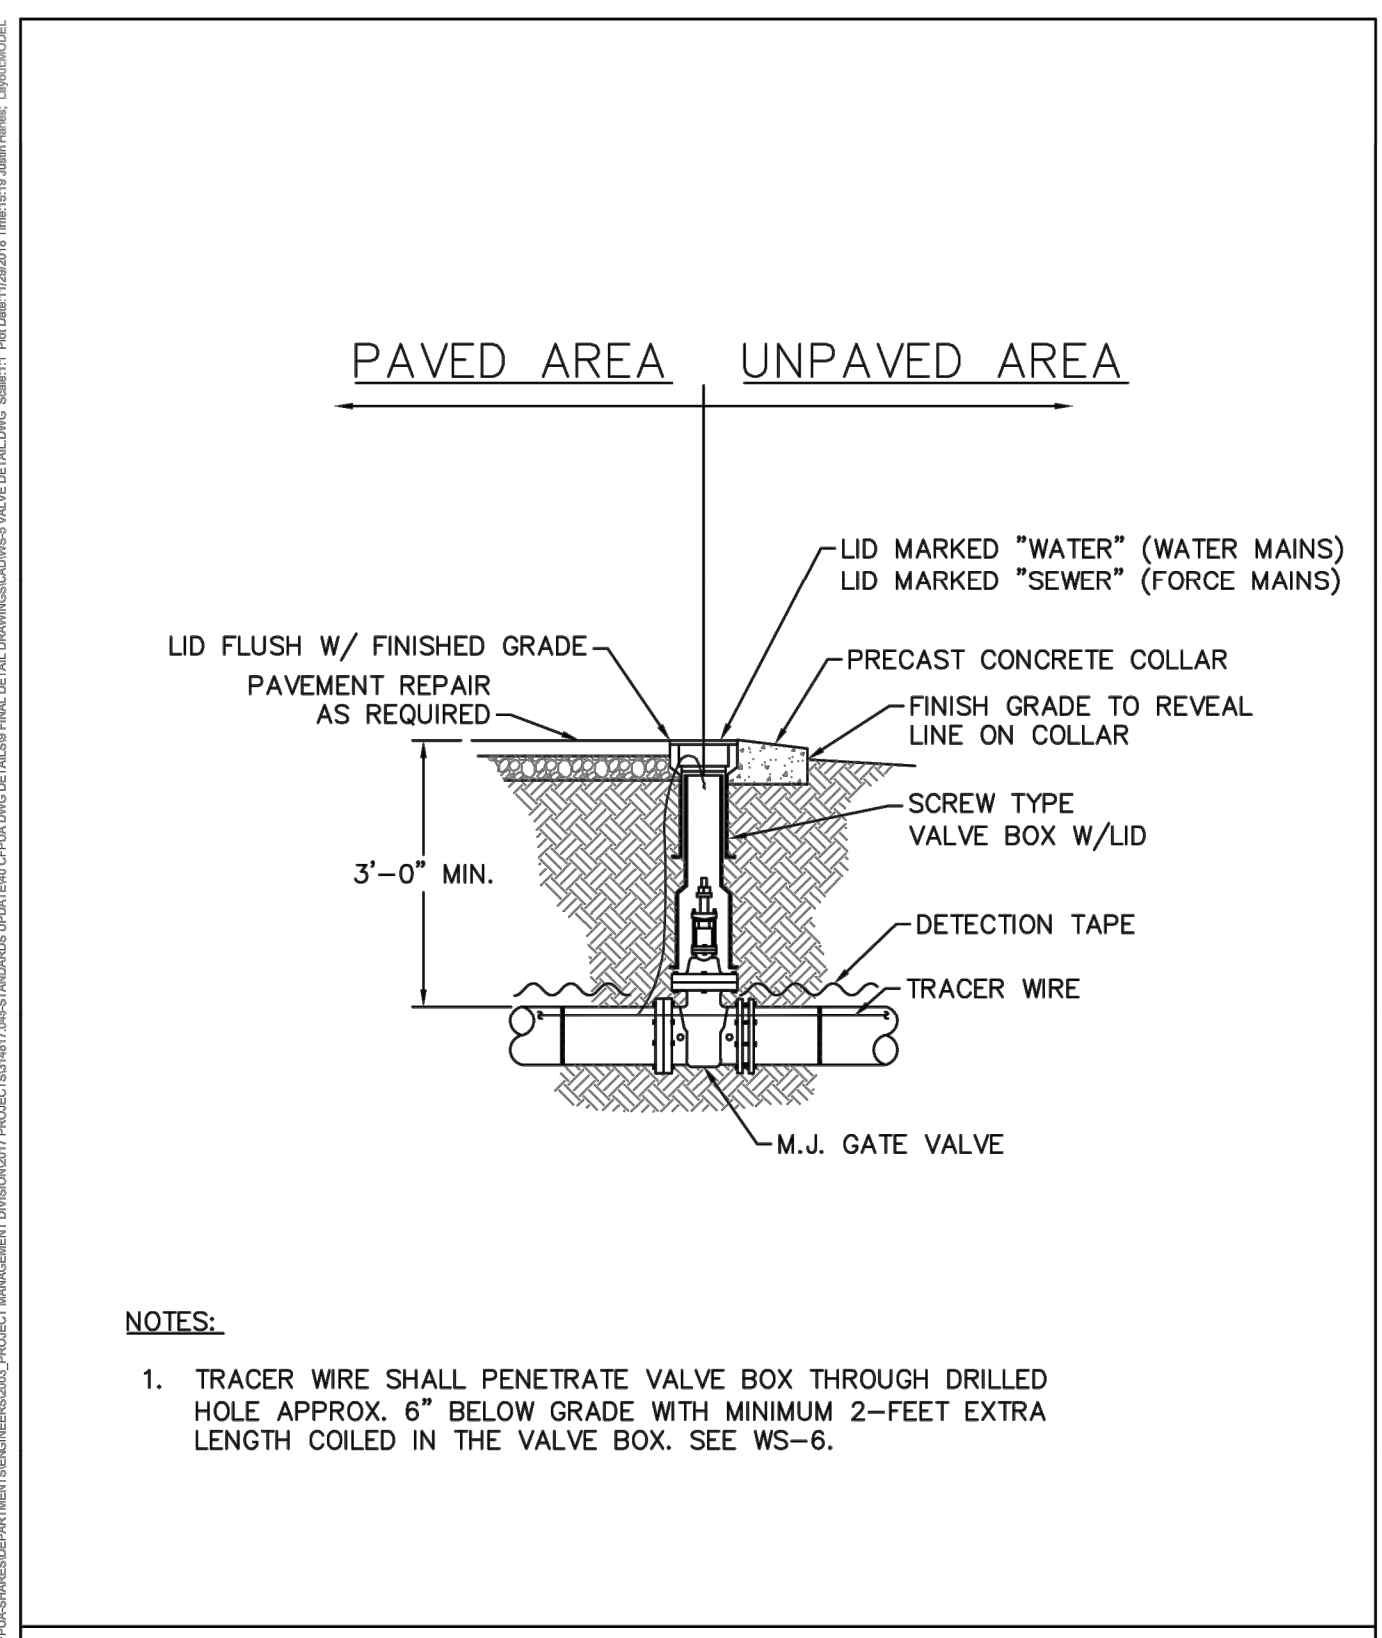 PAVED AREA UNPAVED AREA
LID MARKED "WATER" (WATER MAINS)
LID MARKED "SEWER" (FORCE MAINS)
LID FLUSH W/ FINISHED GRADE
PRECAST CONCRETE COLLAR
PAVEMENT REPAIR
AS REQUIRED
FINISH GRADE TO REVEAL
LINE ON COLLAR
SCREW TYPE
VALVE BOX W/LID
3'-0" MIN.
DETECTION TAPE
TRACER WIRE
M.J. GATE VALVE
NOTES:
1. TRACER WIRE SHALL PENETRATE VALVE BOX THROUGH DRILLED
HOLE APPROX. 6" BELOW GRADE WITH MINIMUM 2-FEET EXTRA
LENGTH COILED IN THE VALVE BOX. SEE WS-6.